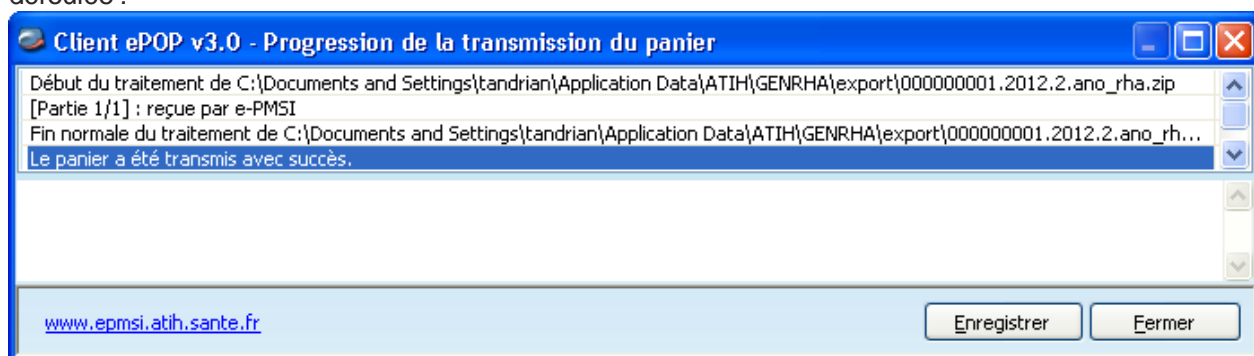 Client ePOP v3.0 - Progression de la transmission du panier
Début du traitement de C:\Documents and Settings\tandrian\Application Data\ATIH\GENRHA\export\000000001.2012.2.ano_rha.zip
[Partie 1/1] : reçue par e-PMSI
Fin normale du traitement de C:\Documents and Settings\tandrian\Application Data\ATIH\GENRHA\export\000000001.2012.2.ano_rh...
Le panier a été transmis avec succès.
www.epmsi.atih.sante.fr
Enregistrer
Fermer